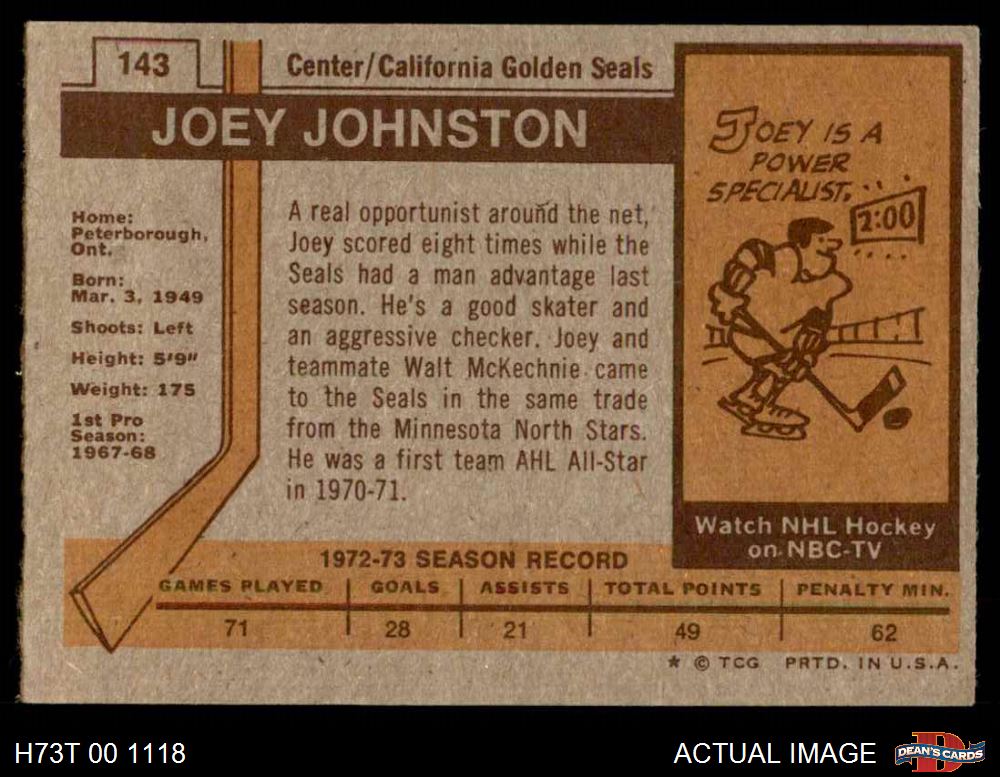 143
Center/California Golden Seals
JOEY JOHNSTON
Home:
Peterborough,
Ont.
Born:
Mar. 3, 1949
Shoots: Left
Height: 5'9"
Weight: 175
1st Pro
Season:
1967-68
A real opportunist around the net,
Joey scored eight times while the
Seals had a man advantage last
season. He's a good skater and
an aggressive checker. Joey and
teammate Walt McKechnie came
to the Seals in the same trade
from the Minnesota North Stars.
He was a first team AHL All-Star
in 1970-71.
JOEY IS A
POWER
SPECIALIST.
2:00
Watch NHL Hockey
on NBC-TV
1972-73 SEASON RECORD
GAMES PLAYED GOALS ASSISTS TOTAL POINTS PENALTY MIN.
71 28 21 49 62
* © TCG PRTD. IN U.S.A.
H73T 00 1118
ACTUAL IMAGE
DEAN'S CARDS